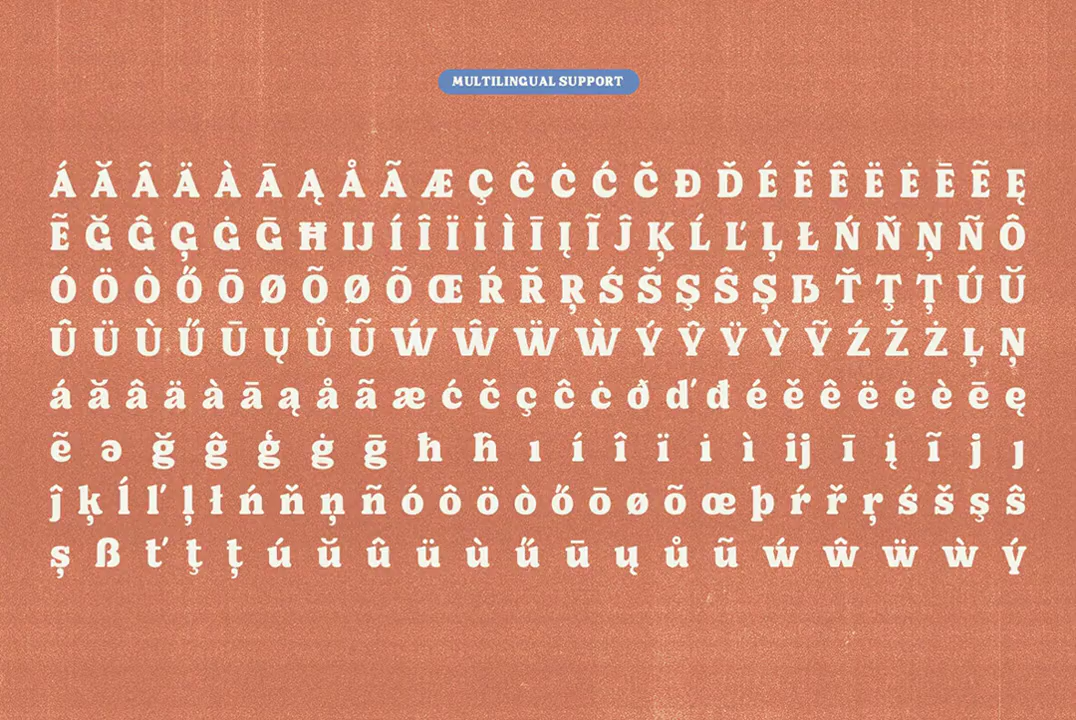 MULTILINGUAL SUPPORT
Á Ă Â Ä À Ā Ą Å Ã Æ Ç Ĉ Ċ Ć Č Đ Ď É Ě Ê Ë Ė Ē Ẽ Ę
Ẽ Ğ Ĝ Ģ Ġ Ḡ Ħ IJ Í Î Ï İ Ì Ī Į Ĩ Ĵ Ķ Ĺ Ľ Ļ Ł Ń Ň Ņ Ñ Ô
Ó Ö Ò Ő Ō Ø Õ Ø Õ Œ Ŕ Ř Ŗ Ś Š Ş Ŝ Ș ẞ Ť Ţ Ț Ú Ŭ
Û Ü Ù Ű Ū Ų Ů Ũ Ẃ Ŵ Ẅ Ẁ Ý Ŷ Ÿ Ỳ Ỹ Ź Ž Ż Ļ Ņ
á ă â ä à ā ą å ã æ ć č ç ĉ ċ ð ď đ é ě ê ë ė è ē ę
ẽ ə ğ ĝ ģ ġ ḡ ħ ĥ ı í î ï i ì ij ī į ĩ j ȷ
ĵ ķ ĺ ľ ļ ł ń ň ņ ñ ó ô ö ò ő ō ø õ œ þ ŕ ř ŗ ś š ş ŝ
ș ß ť ţ ț ú ŭ û ü ù ű ū ų ů ũ ẃ ŵ ẅ ẁ ý